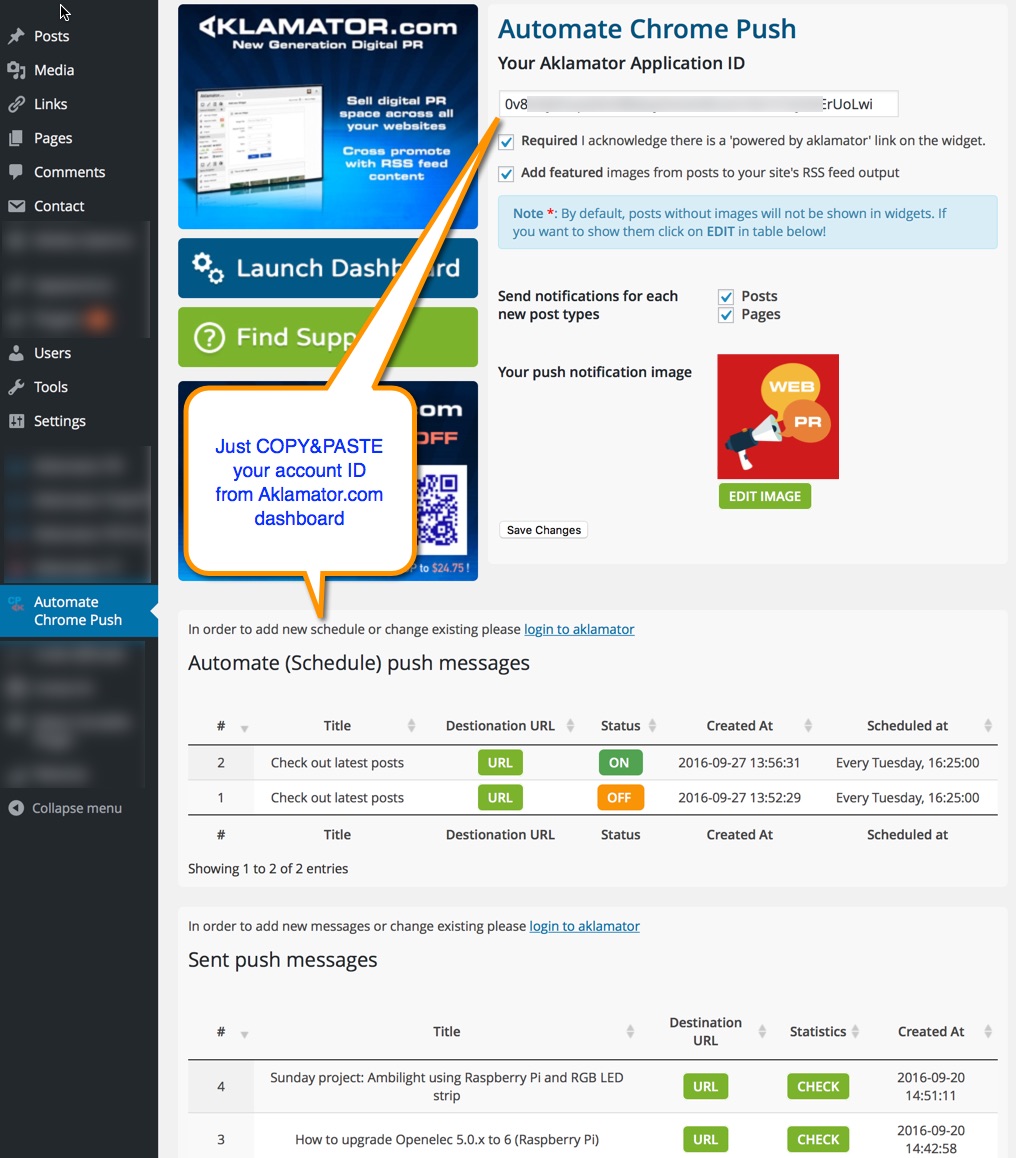 Posts
Media
Links
Pages
Comments
Contact
Users
Tools
Settings
Automate
Chrome Push
Collapse menu
AKLAMATOR.com
New Generation Digital PR
Sell digital PR
space across all
your websites
Cross promote
with RSS feed
content
Launch Dashboard
Find Supp
.com
OFF
to $24.75!
Just COPY&PASTE
your account ID
from Aklamator.com
dashboard
Automate Chrome Push
Your Aklamator Application ID
0v8 ErUoLwi
Required I acknowledge there is a 'powered by aklamator' link on the widget.
Add featured images from posts to your site's RSS feed output
Note *: By default, posts without images will not be shown in widgets. If
you want to show them click on EDIT in table below!
Send notifications for each
new post types
Posts
Pages
Your push notification image
WEB
PR
EDIT IMAGE
Save Changes
In order to add new schedule or change existing please login to aklamator
Automate (Schedule) push messages
# Title Destionation URL Status Created At Scheduled at
2 Check out latest posts URL ON 2016-09-27 13:56:31 Every Tuesday, 16:25:00
1 Check out latest posts URL OFF 2016-09-27 13:52:29 Every Tuesday, 16:25:00
# Title Destionation URL Status Created At Scheduled at
Showing 1 to 2 of 2 entries
In order to add new messages or change existing please login to aklamator
Sent push messages
# Title Destination URL Statistics Created At
4 Sunday project: Ambilight using Raspberry Pi and RGB LED
strip URL CHECK 2016-09-20
14:51:11
3 How to upgrade Openelec 5.0.x to 6 (Raspberry Pi) URL CHECK 2016-09-20
14:42:58